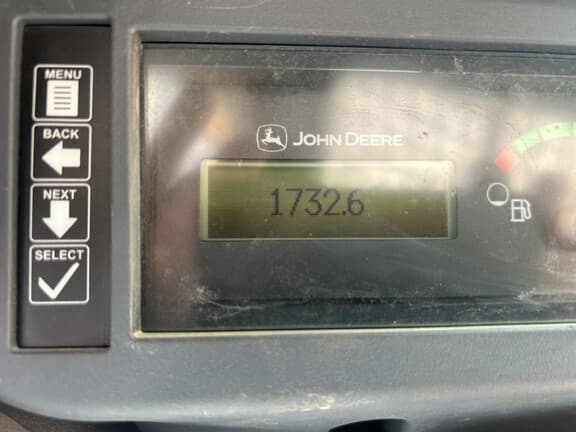 MENU
BACK
NEXT
SELECT
JOHN DEERE
1732.6